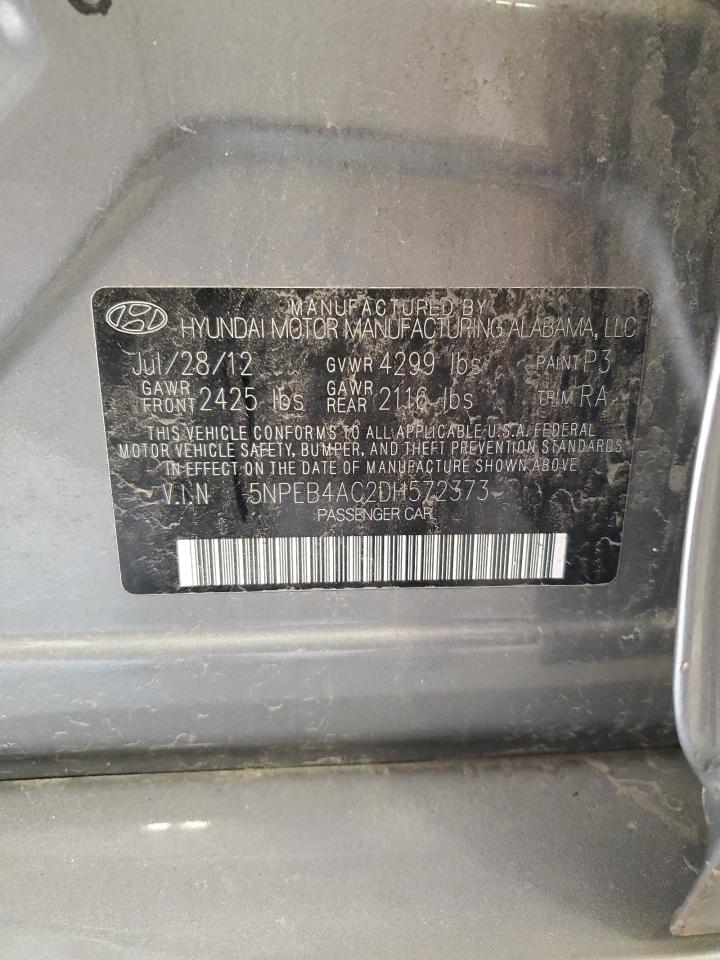 MANUFACTURED BY
HYUNDAI MOTOR MANUFACTURING ALABAMA, LLC
Jul/28/12 GVWR 4299 lbs PAINT P3
GAWR FRONT 2425 lbs GAWR REAR 2116 lbs TRIM RA
THIS VEHICLE CONFORMS TO ALL APPLICABLE U.S.A. FEDERAL
MOTOR VEHICLE SAFETY, BUMPER, AND THEFT PREVENTION STANDARDS
IN EFFECT ON THE DATE OF MANUFACTURE SHOWN ABOVE
V.I.N 5NPEB4AC2DH572373
PASSENGER CAR